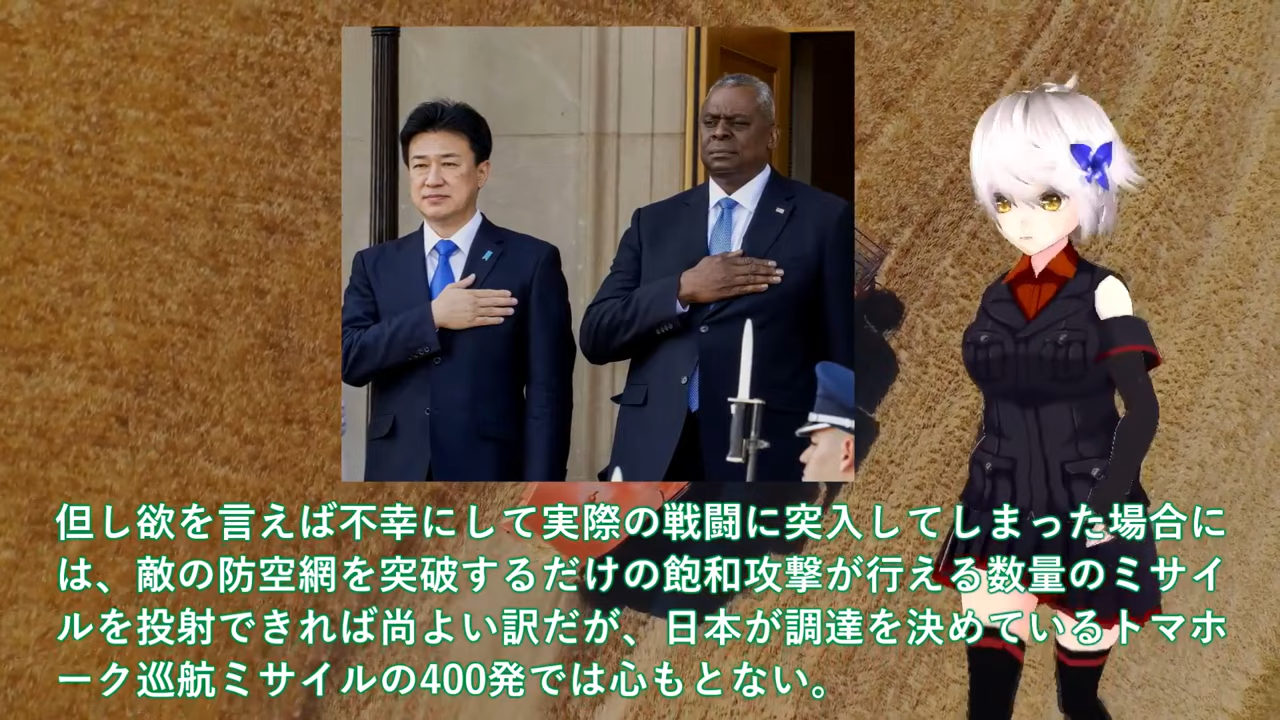 但し欲を言えば不幸にして実際の戦闘に突入してしまった場合に
は、敵の防空網を突破するだけの飽和攻撃が行える数量のミサイ
ルを投射できれば尚よい訳だが、日本が調達を決めているトマホ
ーク巡航ミサイルの400発では心もとない。